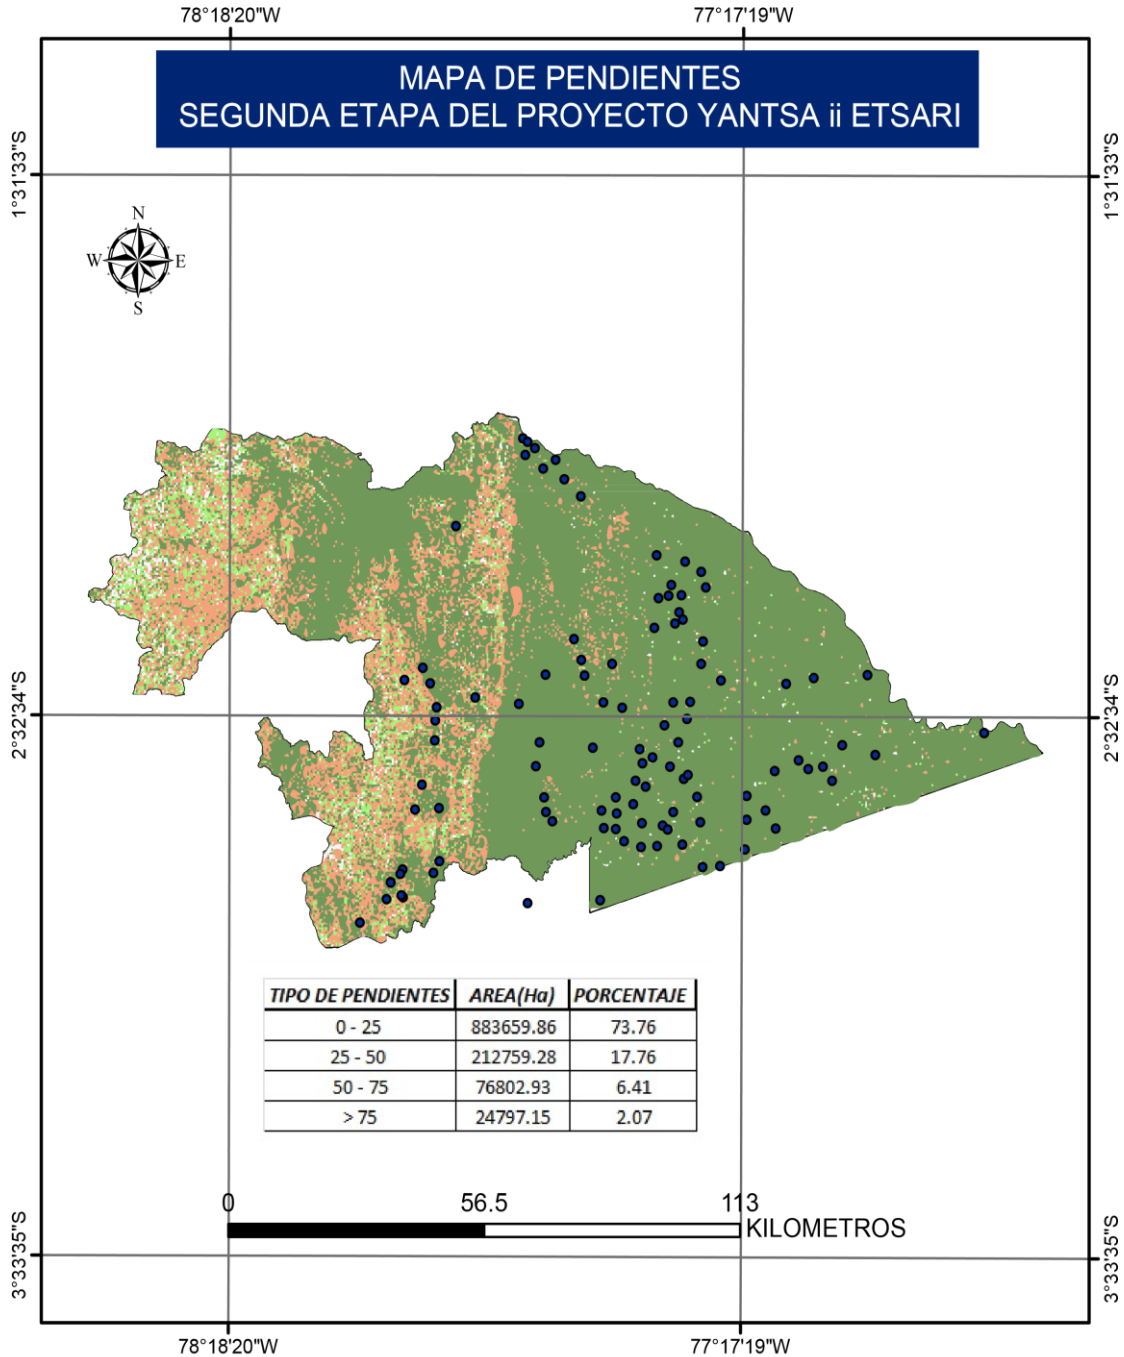 78°18'20"W 77°17'19"W
MAPA DE PENDIENTES
SEGUNDA ETAPA DEL PROYECTO YANTSA ii ETSARI
1°31'33"S 1°31'33"S
N
W E
S
2°32'34"S 2°32'34"S
TIPO DE PENDIENTES AREA(Ha) PORCENTAJE
0 - 25 883659.86 73.76
25 - 50 212759.28 17.76
50 - 75 76802.93 6.41
> 75 24797.15 2.07
0 56.5 113
KILOMETROS
3°33'35"S 3°33'35"S
78°18'20"W 77°17'19"W